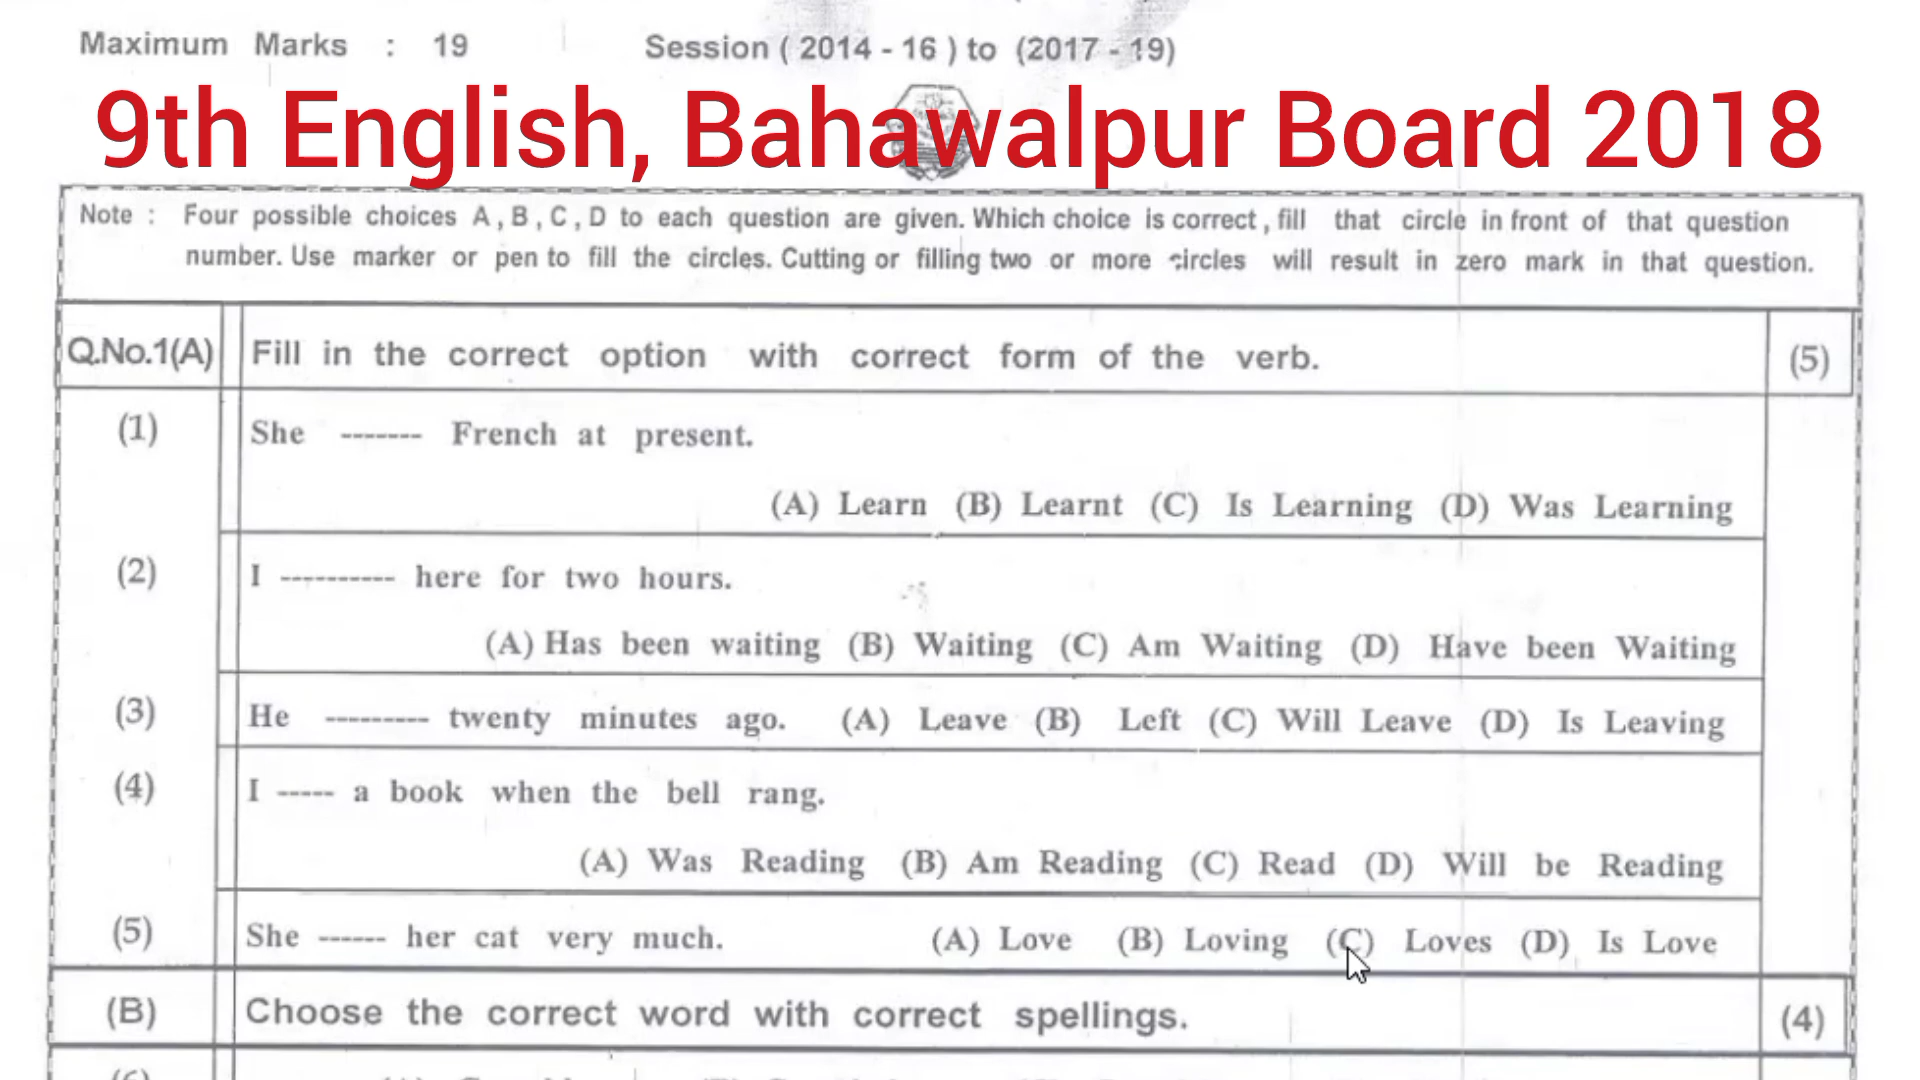 Maximum Marks : 19 Session ( 2014 - 16 ) to (2017 - 19)
9th English, Bahawalpur Board 2018
Note : Four possible choices A , B , C , D to each question are given. Which choice is correct , fill that circle in front of that question
number. Use marker or pen to fill the circles. Cutting or filling two or more circles will result in zero mark in that question.
Q.No.1(A) Fill in the correct option with correct form of the verb. (5)
(1) She ------- French at present.
(A) Learn (B) Learnt (C) Is Learning (D) Was Learning
(2) I ---------- here for two hours.
(A) Has been waiting (B) Waiting (C) Am Waiting (D) Have been Waiting
(3) He --------- twenty minutes ago. (A) Leave (B) Left (C) Will Leave (D) Is Leaving
(4) I ----- a book when the bell rang.
(A) Was Reading (B) Am Reading (C) Read (D) Will be Reading
(5) She ------ her cat very much. (A) Love (B) Loving (C) Loves (D) Is Love
(B) Choose the correct word with correct spellings. (4)